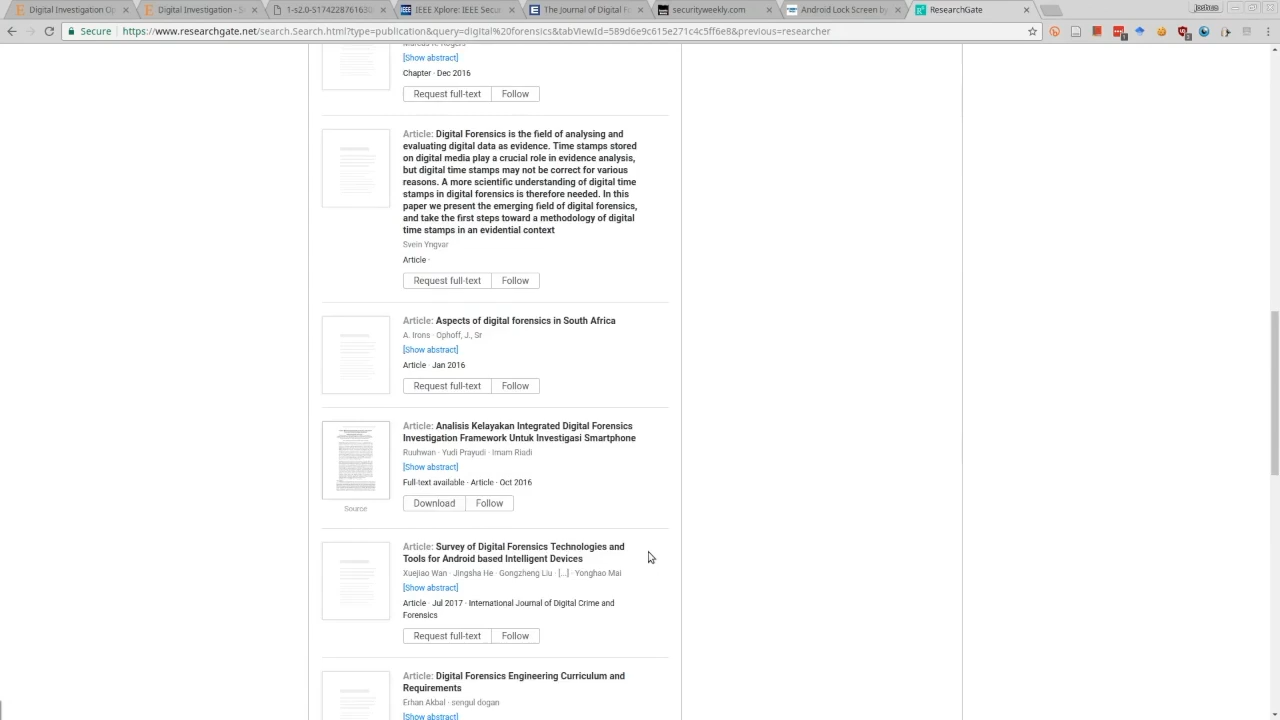 Digital Investigation Op
Digital Investigation - S
1-s2.0-S17422876163
IEEE Xplore: IEEE Secur
The Journal of Digital Fo
securityweekly.com
Android Lock Screen by
ResearchGate
Secure https://www.researchgate.net/search.Search.html?type=publication&query=digital%20forensics&tabViewId=589d6e9c615e271c4c5ff6e8&previous=researcher
Marcus K. Rogers
[Show abstract]
Chapter · Dec 2016
Request full-text Follow
Article: Digital Forensics is the field of analysing and
evaluating digital data as evidence. Time stamps stored
on digital media play a crucial role in evidence analysis,
but digital time stamps may not be correct for various
reasons. A more scientific understanding of digital time
stamps in digital forensics is therefore needed. In this
paper we present the emerging field of digital forensics,
and take the first steps toward a methodology of digital
time stamps in an evidential context
Svein Yngvar
Article ·
Request full-text Follow
Article: Aspects of digital forensics in South Africa
A. Irons · Ophoff, J., Sr
[Show abstract]
Article · Jan 2016
Request full-text Follow
Article: Analisis Kelayakan Integrated Digital Forensics
Investigation Framework Untuk Investigasi Smartphone
Ruuhwan · Yudi Prayudi · Imam Riadi
[Show abstract]
Full-text available · Article · Oct 2016
Download Follow
Source
Article: Survey of Digital Forensics Technologies and
Tools for Android based Intelligent Devices
Xuejiao Wan · Jingsha He · Gongzheng Liu · [...] · Yonghao Mai
[Show abstract]
Article · Jul 2017 · International Journal of Digital Crime and
Forensics
Request full-text Follow
Article: Digital Forensics Engineering Curriculum and
Requirements
Erhan Akbal · sengul dogan
[Show abstract]